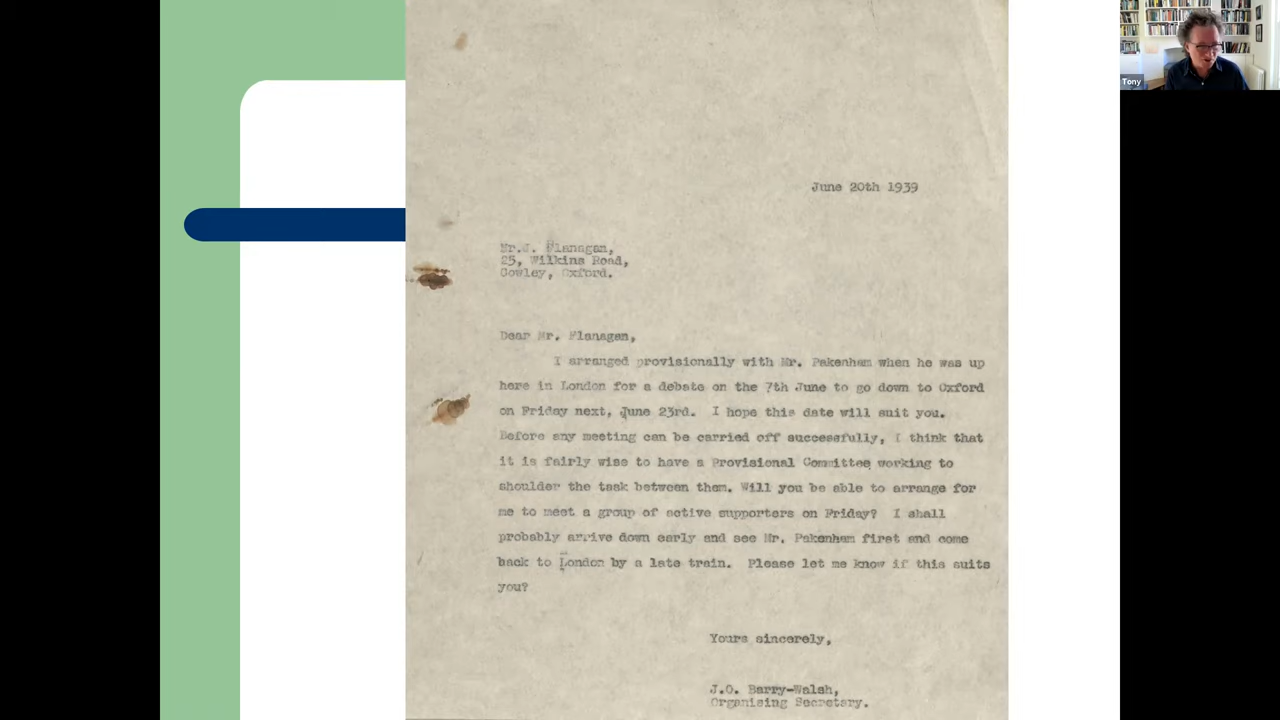 June 20th 1939
Mr.J. Flanagan,
25, Wilkins Road,
Cowley, Oxford.
Dear Mr. Flanagan,
I arranged provisionally with Mr. Pakenham when he was up
here in London for a debate on the 7th June to go down to Oxford
on Friday next, June 23rd. I hope this date will suit you.
Before any meeting can be carried off successfully, I think that
it is fairly wise to have a Provisional Committee working to
shoulder the task between them. Will you be able to arrange for
me to meet a group of active supporters on Friday? I shall
probably arrive down early and see Mr. Pakenham first and come
back to London by a late train. Please let me know if this suits
you?
Yours sincerely,
J.O. Barry-Walsh,
Organising Secretary.
Tony